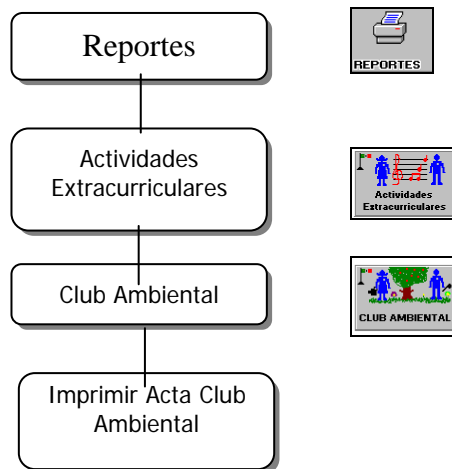 Reportes
REPORTES
Actividades
Extracurriculares
Actividades
Extracurriculares
Club Ambiental
CLUB AMBIENTAL
Imprimir Acta Club
Ambiental